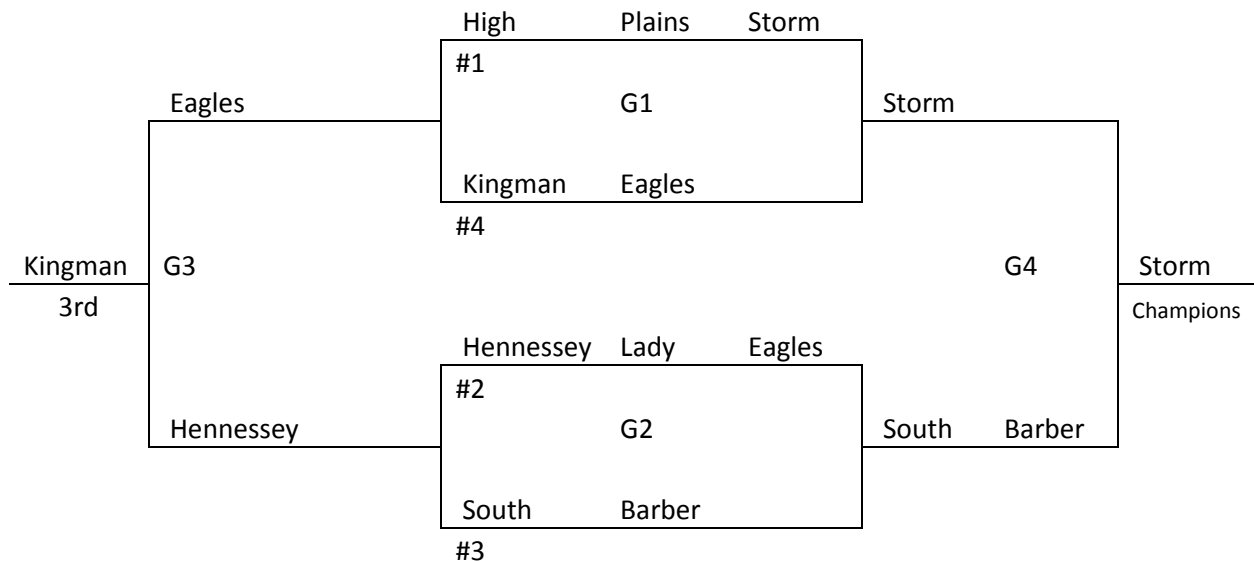 High Plains Storm
#1
Eagles G1 Storm
Kingman Eagles
#4
Kingman G3 G4 Storm
3rd Champions
Hennessey Lady Eagles
#2
Hennessey G2 South Barber
South Barber
#3